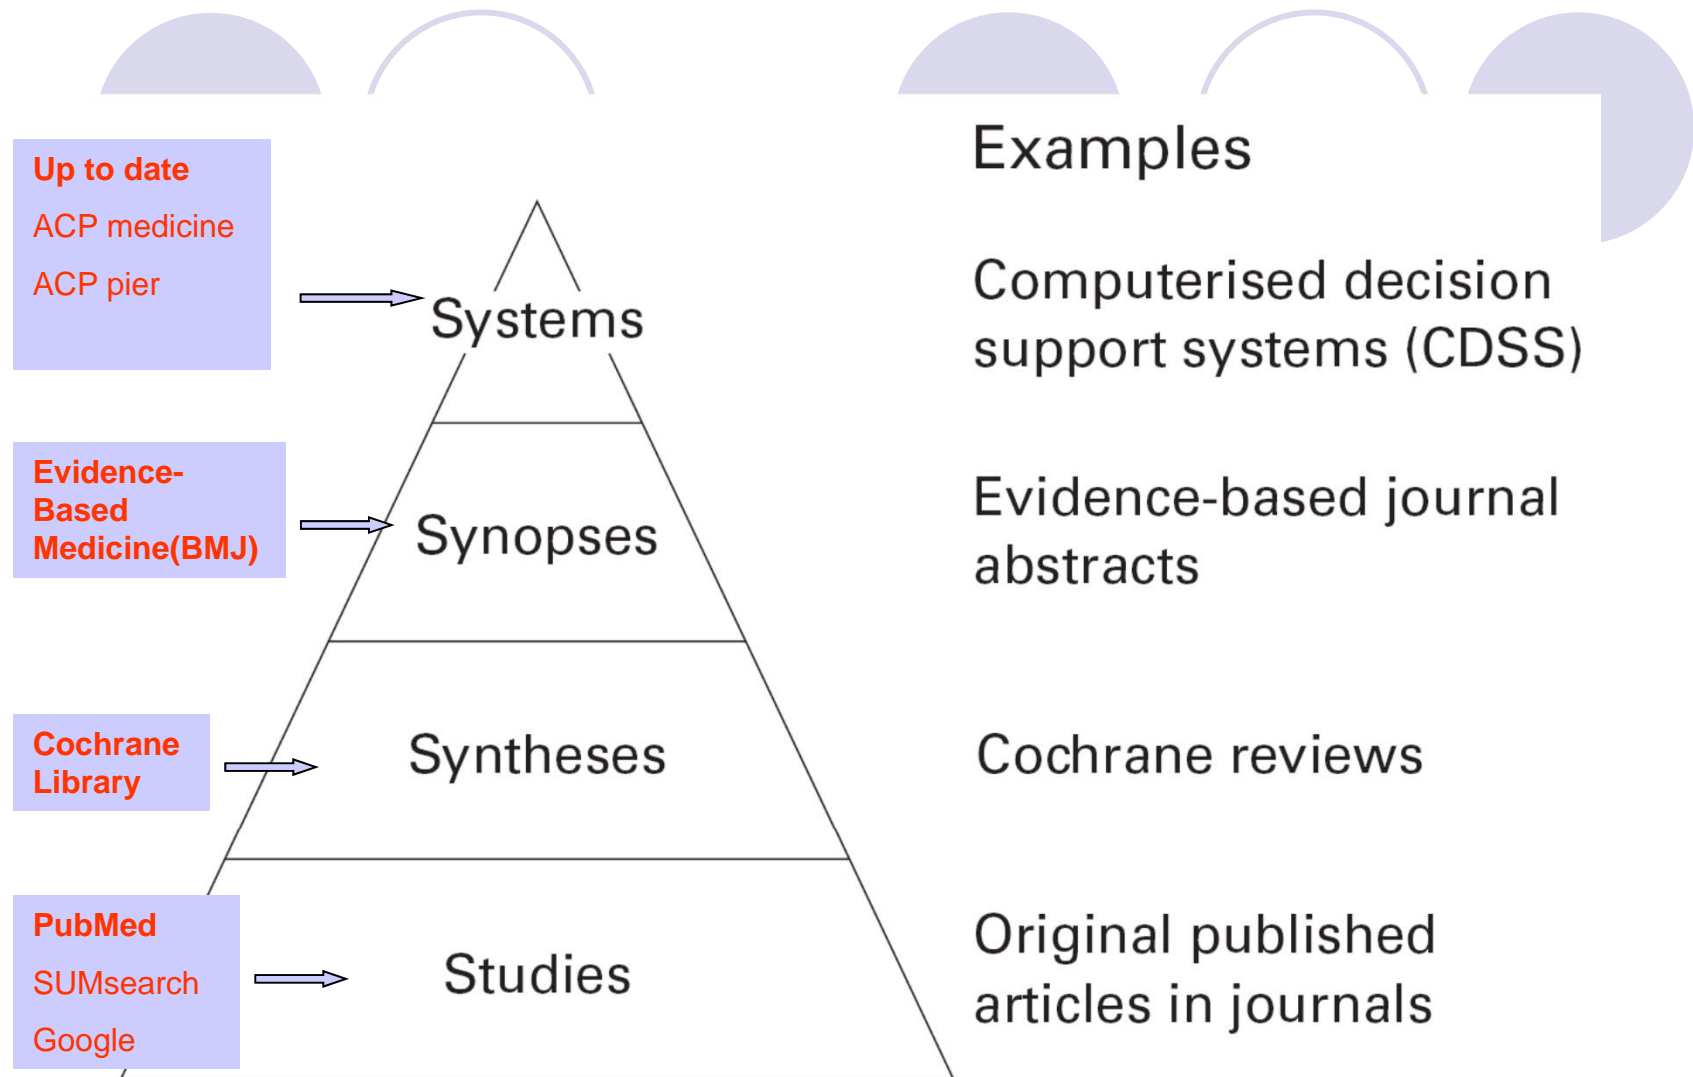 Examples
Up to date
ACP medicine
ACP pier
Systems
Computerised decision
support systems (CDSS)
Evidence-
Based
Medicine(BMJ)
Synopses
Evidence-based journal
abstracts
Cochrane
Library
Syntheses
Cochrane reviews
PubMed
SUMsearch
Google
Studies
Original published
articles in journals